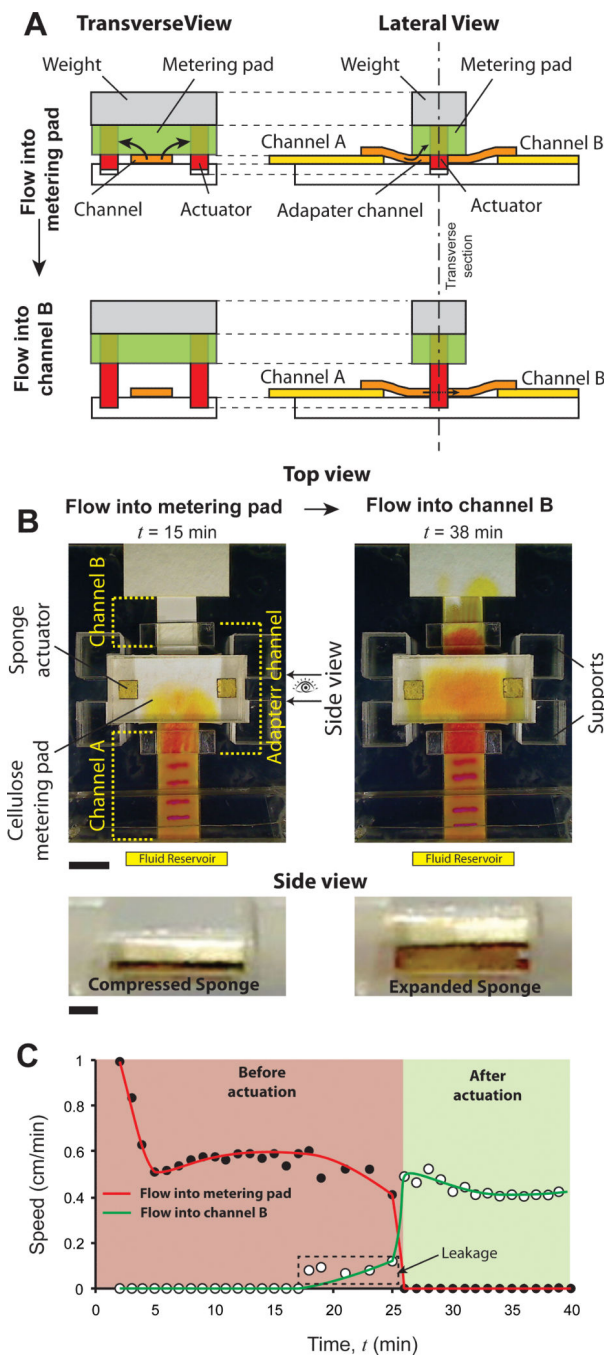 A
TransverseView
Lateral View
Weight
Metering pad
Weight
Metering pad
Flow into
metering pad
Channel A
Channel B
Channel
Actuator
Adapater channel
Actuator
Transverse
section
Flow into
channel B
Channel A
Channel B
Top view
B
Flow into metering pad
Flow into channel B
t = 15 min
t = 38 min
Channel B
Sponge
actuator
Adapterr channel
Side view
Supports
Cellulose
metering pad
Channel A
Fluid Reservoir
Fluid Reservoir
Side view
Compressed Sponge
Expanded Sponge
C
Before
actuation
After
actuation
Speed (cm/min)
1
0.8
0.6
0.4
0.2
0
Flow into metering pad
Flow into channel B
Leakage
0
5
10
15
20
25
30
35
40
Time, t (min)